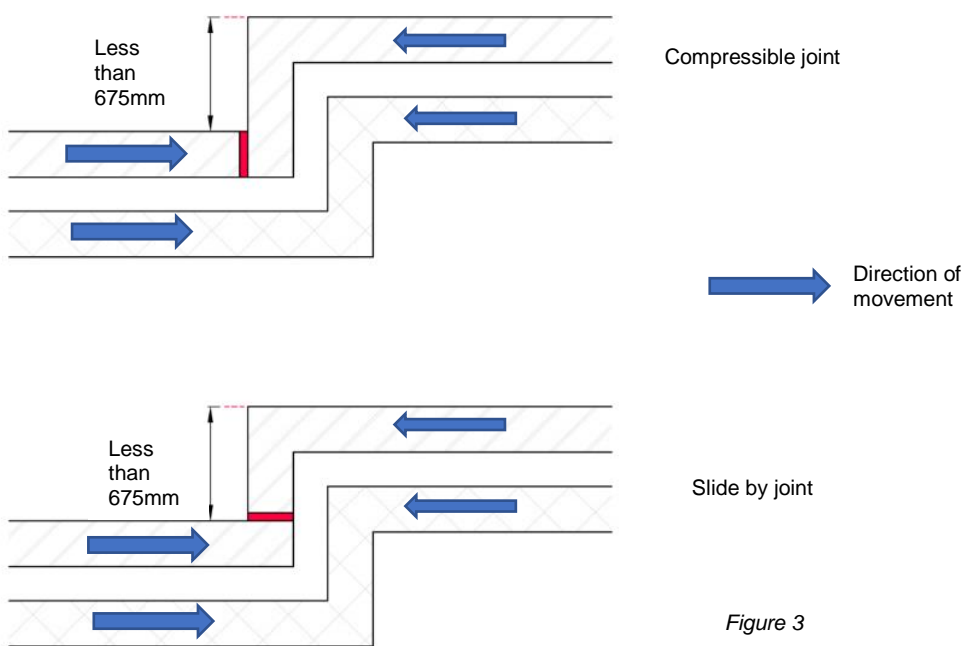 Less
than
675mm
Compressible joint
Direction of
movement
Less
than
675mm
Slide by joint
Figure 3